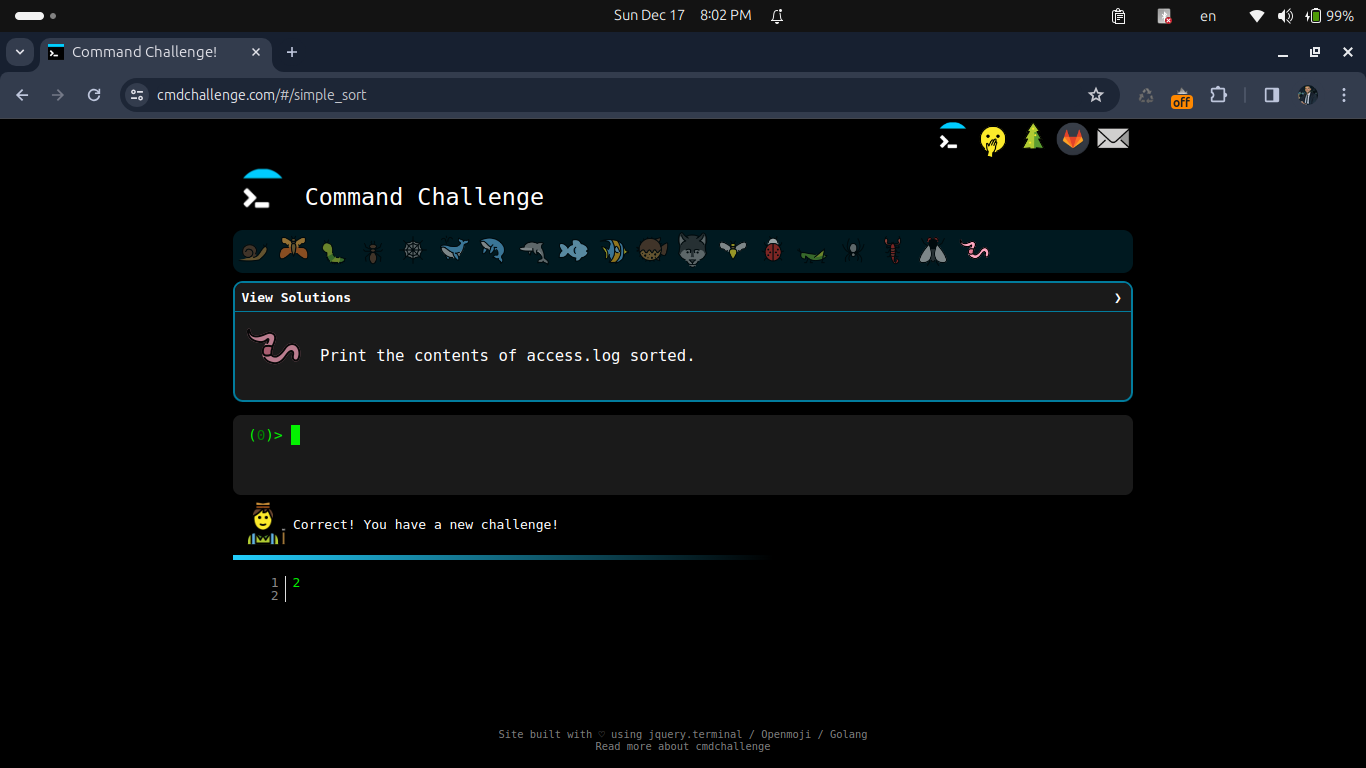 Sun Dec 17 8:02 PM
en
99%
Command Challenge!
cmdchallenge.com/#/simple_sort
off
Command Challenge
View Solutions
Print the contents of access.log sorted.
(0)>
Correct! You have a new challenge!
1 2
2
Site built with ♡ using jquery.terminal / Openmoji / Golang
Read more about cmdchallenge